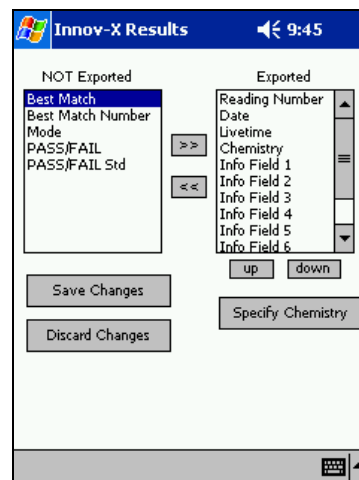 Innov-X Results 9:45
NOT Exported
Best Match
Best Match Number
Mode
PASS/FAIL
PASS/FAIL Std
>>
<<
Exported
Reading Number
Date
Livetime
Chemistry
Info Field 1
Info Field 2
Info Field 3
Info Field 4
Info Field 5
Info Field 6
up down
Save Changes
Specify Chemistry
Discard Changes